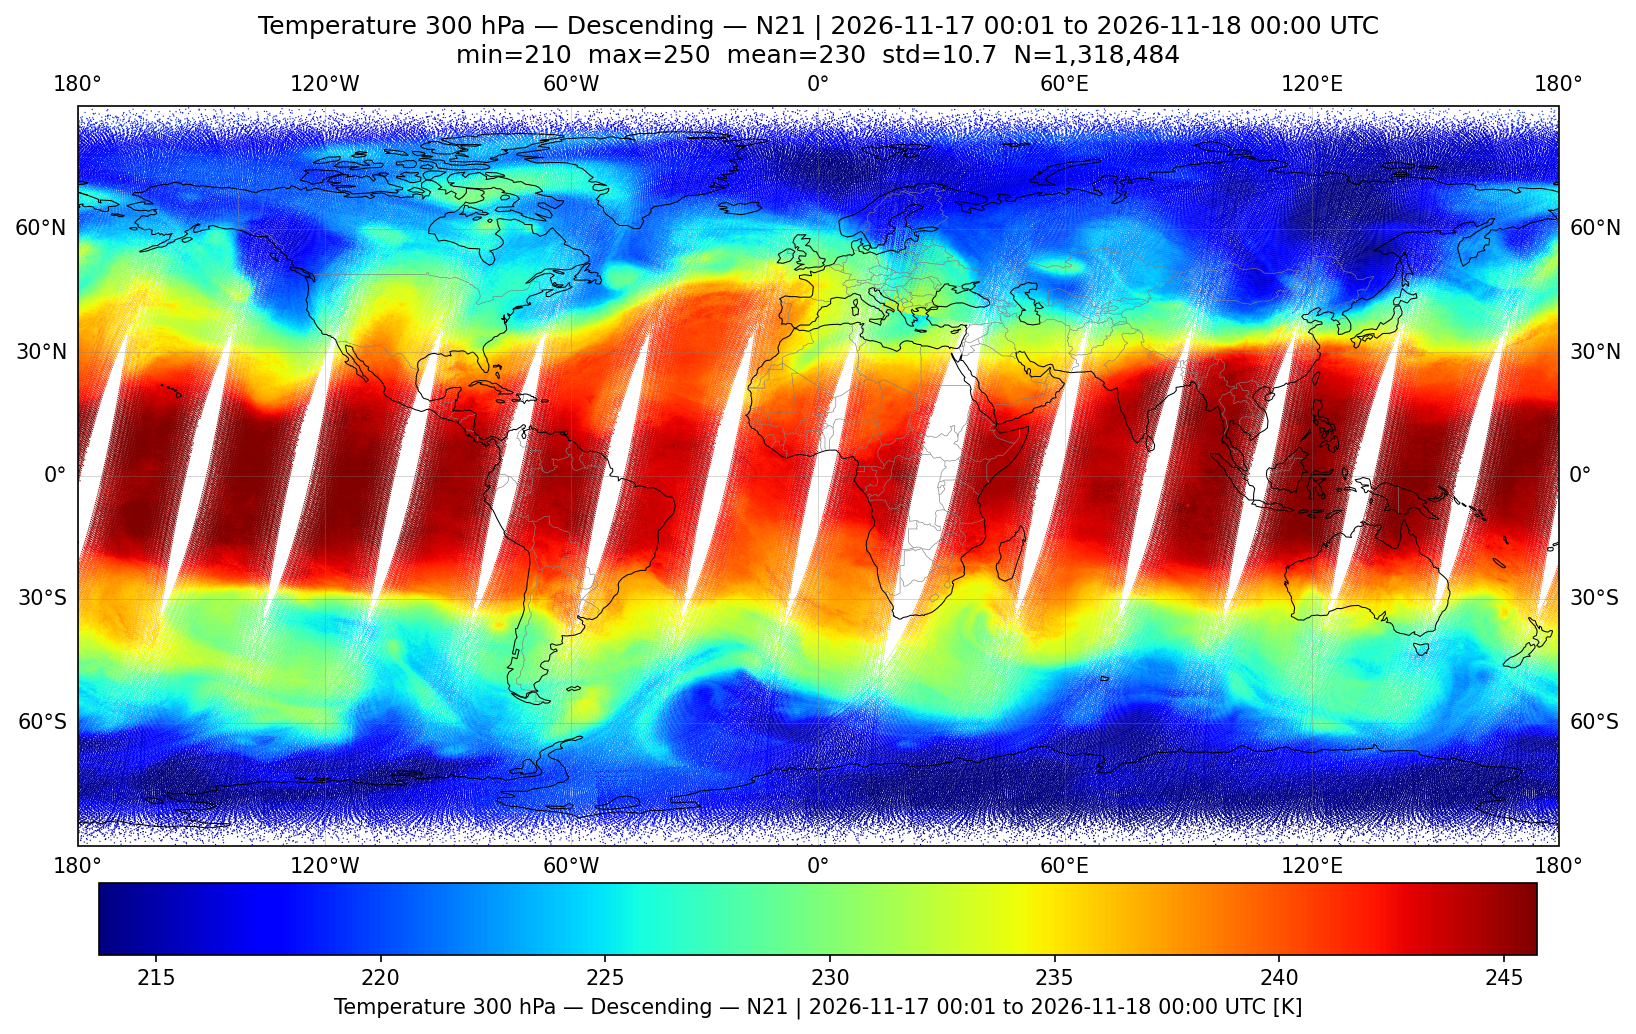 Temperature 300 hPa — Descending — N21 | 2026-11-17 00:01 to 2026-11-18 00:00 UTC
min=210  max=250  mean=230  std=10.7  N=1,318,484
180° 120°W 60°W 0° 60°E 120°E 180°
60°N 60°N
30°N 30°N
0° 0°
30°S 30°S
60°S 60°S
180° 120°W 60°W 0° 60°E 120°E 180°
215 220 225 230 235 240 245
Temperature 300 hPa — Descending — N21 | 2026-11-17 00:01 to 2026-11-18 00:00 UTC [K]